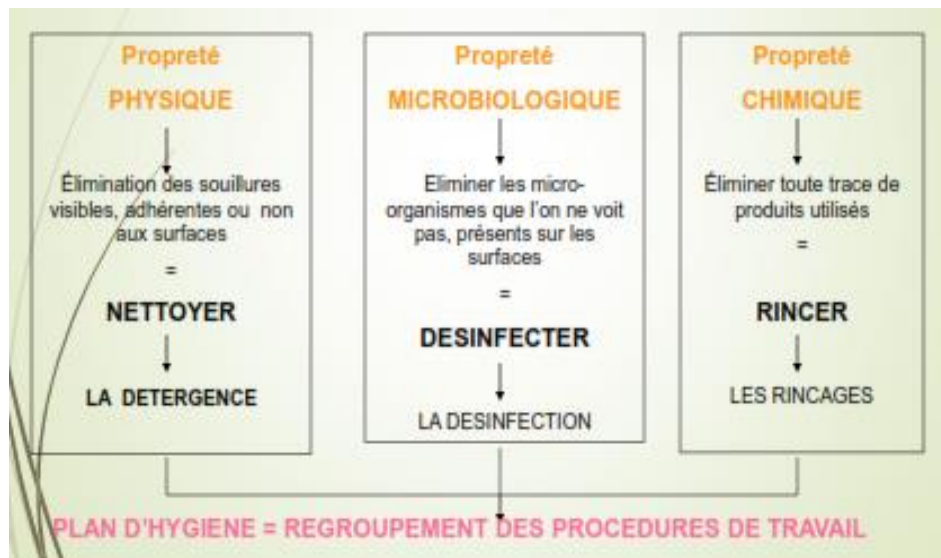 Propreté
PHYSIQUE
Élimination des souillures
visibles, adhérentes ou non
aux surfaces
=
NETTOYER
LA DETERGENCE
Propreté
MICROBIOLOGIQUE
Eliminer les micro-
organismes que l'on ne voit
pas, présents sur les
surfaces
=
DESINFECTER
LA DESINFECTION
Propreté
CHIMIQUE
Éliminer toute trace de
produits utilisés
=
RINCER
LES RINCAGES
PLAN D'HYGIENE = REGROUPEMENT DES PROCEDURES DE TRAVAIL